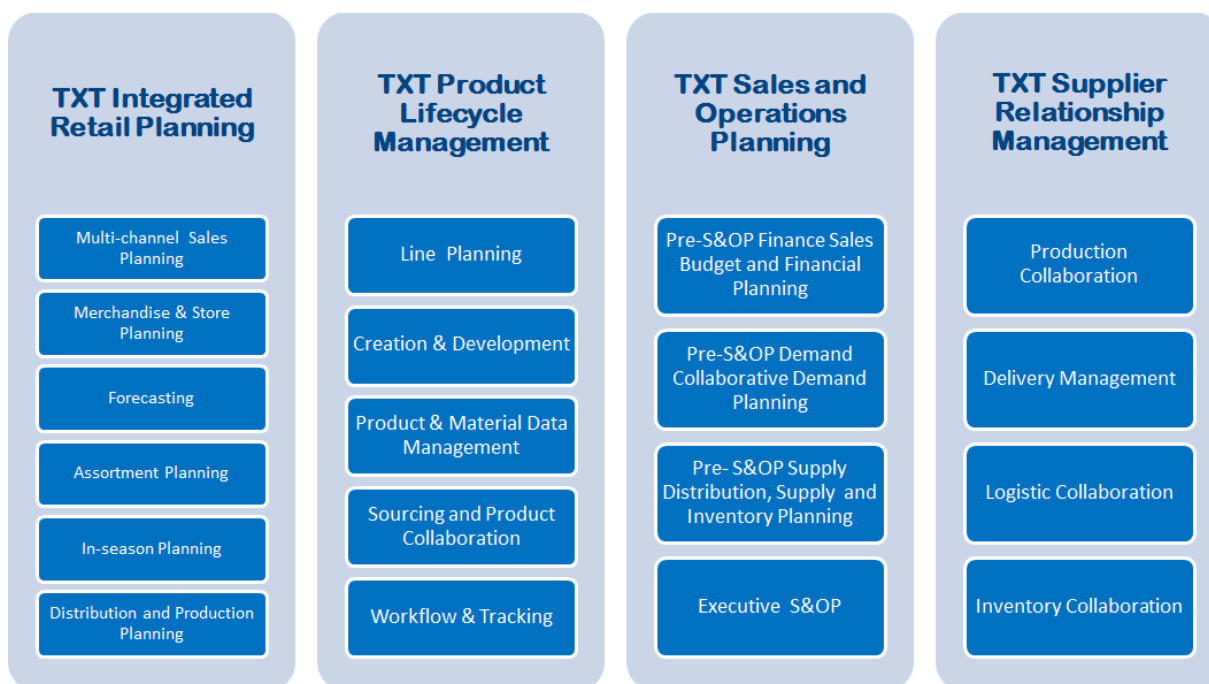 TXT Integrated
Retail Planning
Multi-channel Sales
Planning
Merchandise & Store
Planning
Forecasting
Assortment Planning
In-season Planning
Distribution and Production
Planning
TXT Product
Lifecycle
Management
Line Planning
Creation & Development
Product & Material Data
Management
Sourcing and Product
Collaboration
Workflow & Tracking
TXT Sales and
Operations
Planning
Pre-S&OP Finance Sales
Budget and Financial
Planning
Pre-S&OP Demand
Collaborative Demand
Planning
Pre- S&OP Supply
Distribution, Supply and
Inventory Planning
Executive S&OP
TXT Supplier
Relationship
Management
Production
Collaboration
Delivery Management
Logistic Collaboration
Inventory Collaboration